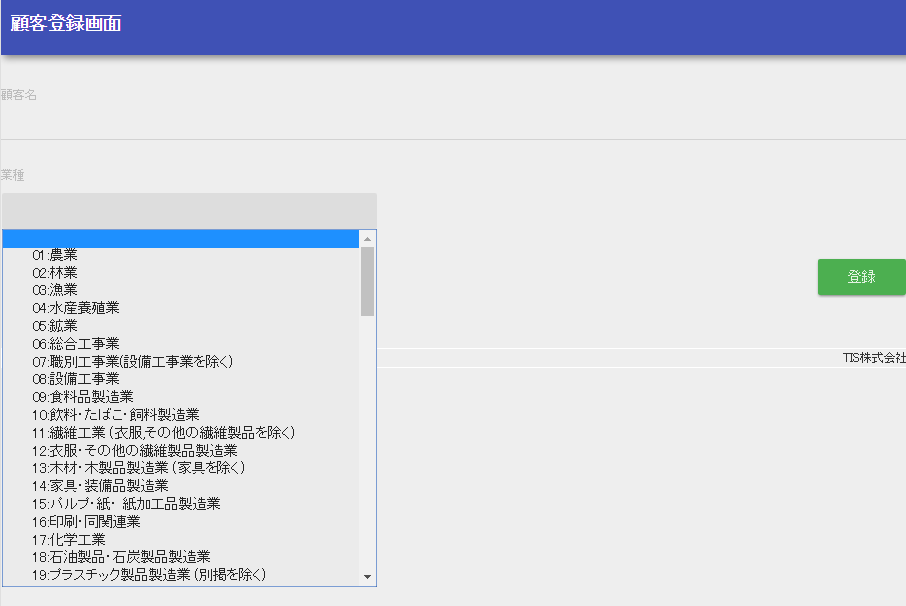 顧客登録画面
顧客名
業種
01:農業
02:林業
03:漁業
04:水産養殖業
05:鉱業
06:総合工事業
07:職別工事業(設備工事業を除く)
08:設備工事業
09:食料品製造業
10:飲料・たばこ・飼料製造業
11:繊維工業（衣服,その他の繊維製品を除く）
12:衣服・その他の繊維製品製造業
13:木材・木製品製造業（家具を除く）
14:家具・装備品製造業
15:パルプ・紙・ 紙加工品製造業
16:印刷・同関連業
17:化学工業
18:石油製品・石炭製品製造業
19:プラスチック製品製造業（別掲を除く）
登録
TIS株式会社